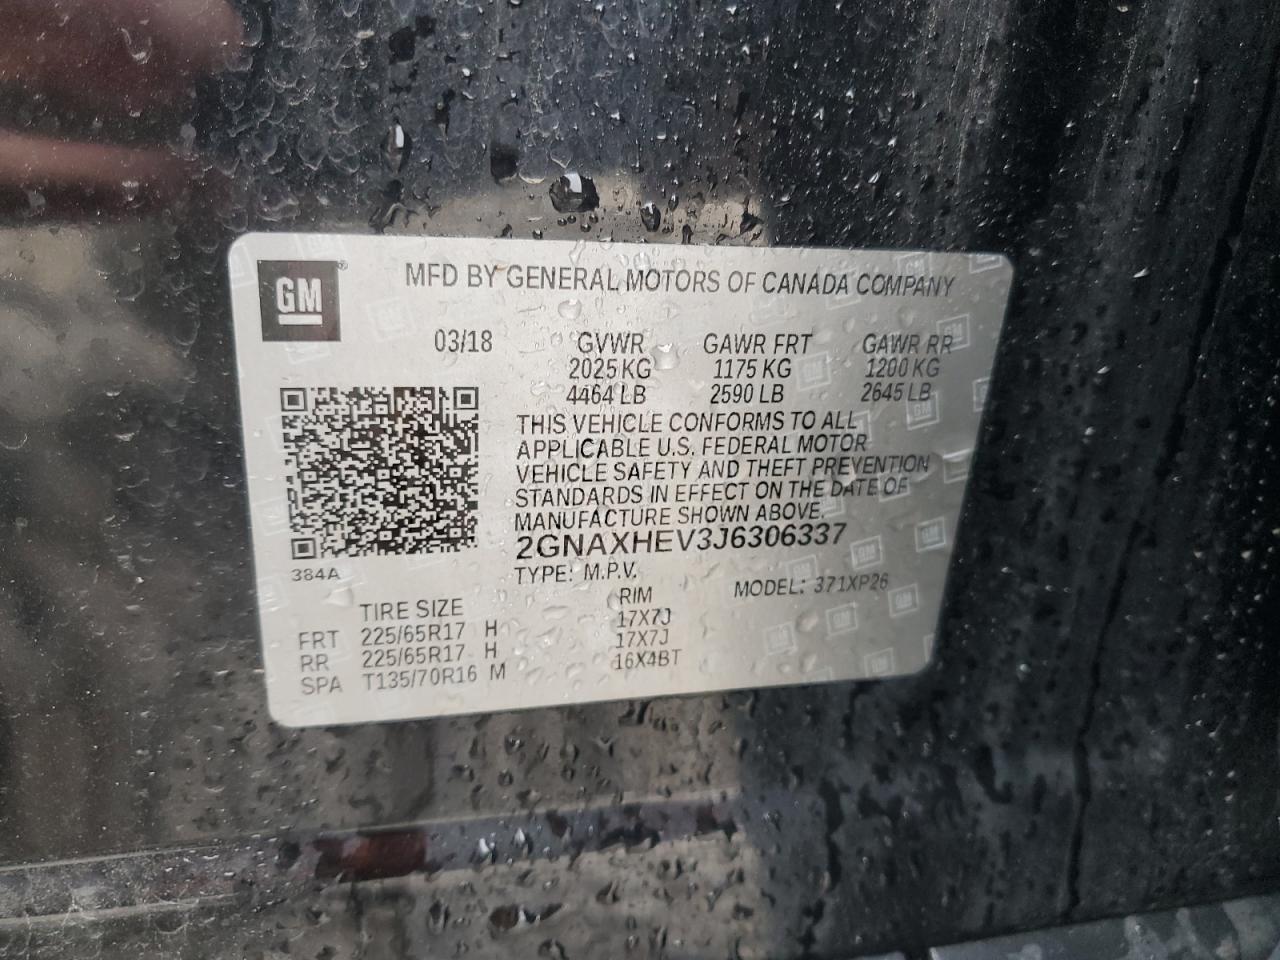 GM®
MFD BY GENERAL MOTORS OF CANADA COMPANY
03/18 GVWR GAWR FRT GAWR RR
2025 KG 1175 KG 1200 KG
4464 LB 2590 LB 2645 LB
THIS VEHICLE CONFORMS TO ALL
APPLICABLE U.S. FEDERAL MOTOR
VEHICLE SAFETY AND THEFT PREVENTION
STANDARDS IN EFFECT ON THE DATE OF
MANUFACTURE SHOWN ABOVE.
2GNAXHEV3J6306337
384A
TYPE: M.P.V. MODEL: 371XP26
TIRE SIZE RIM
FRT 225/65R17 H 17X7J
RR 225/65R17 H 17X7J
SPA T135/70R16 M 16X4BT